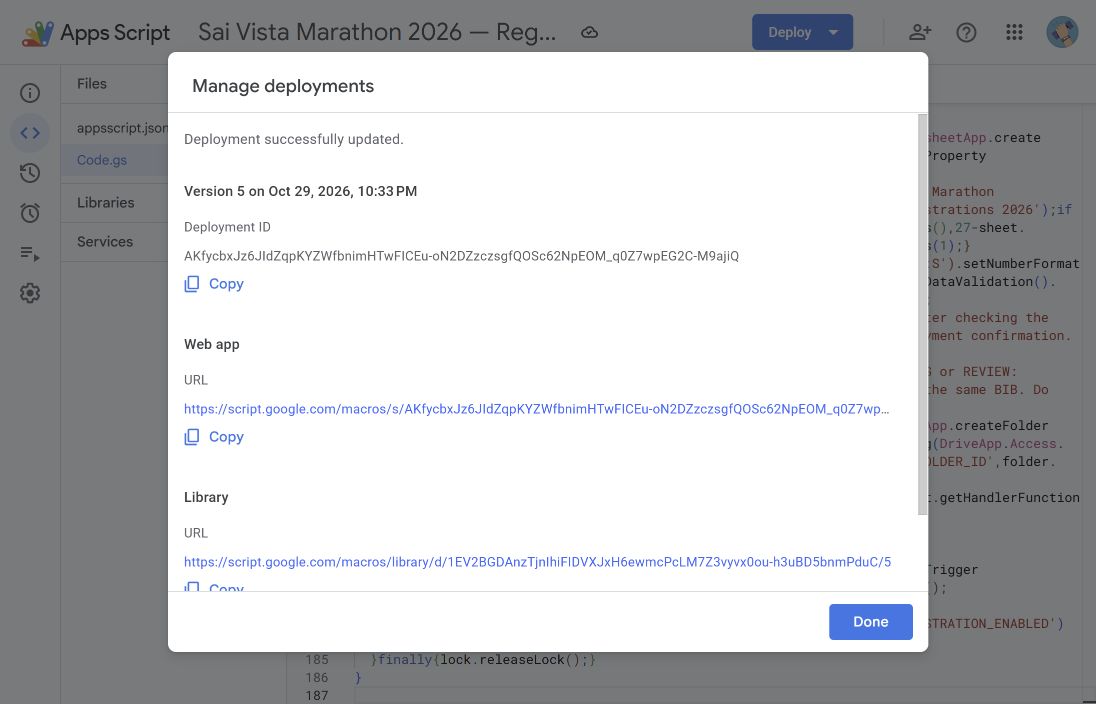 Apps Script
Sai Vista Marathon 2026 — Reg...
Deploy
Files
appsscript.json
Code.gs
Libraries
Services
Manage deployments
Deployment successfully updated.
Version 5 on Oct 29, 2026, 10:33 PM
Deployment ID
AKfycbxJz6JIdZqpKYZWfbnimHTwFICEu-oN2DZzczsgfQOSc62NpEOM_q0Z7wpEG2C-M9ajiQ
Copy
Web app
URL
https://script.google.com/macros/s/AKfycbxJz6JIdZqpKYZWfbnimHTwFICEu-oN2DZzczsgfQOSc62NpEOM_q0Z7wp...
Copy
Library
URL
https://script.google.com/macros/library/d/1EV2BGDAnzTjnIhiFIDVXJxH6ewmcPcLM7Z3vyvx0ou-h3uBD5bnmPduC/5
Copy
Done
sheetApp.create
Property
Marathon
strations 2026');if
s(),27-sheet.
s(1);}
S').setNumberFormat
DataValidation().
ter checking the
yment confirmation.
G or REVIEW:
the same BIB. Do
App.createFolder
g(DriveApp.Access.
OLDER_ID',folder.
t.getHandlerFunction
Trigger
();
STRATION_ENABLED')
185 }finally{lock.releaseLock();}
186 }
187